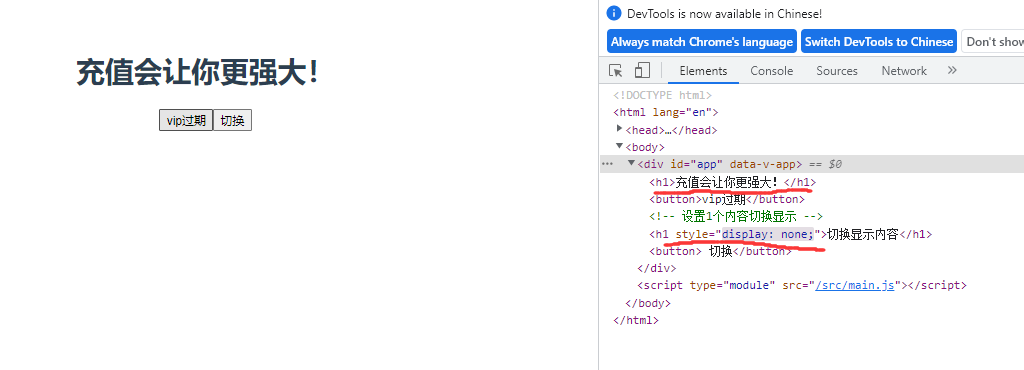 DevTools is now available in Chinese!
Always match Chrome's language Switch DevTools to Chinese Don't show
Elements Console Sources Network »
充值会让你更强大!
vip过期 切换
<!DOCTYPE html>
<html lang="en">
<head>…</head>
<body>
<div id="app" data-v-app> == $0
<h1>充值会让你更强大! </h1>
<button>vip过期</button>
<!-- 设置1个内容切换显示 -->
<h1 style="display: none;">切换显示内容</h1>
<button> 切换</button>
</div>
<script type="module" src="/src/main.js"></script>
</body>
</html>